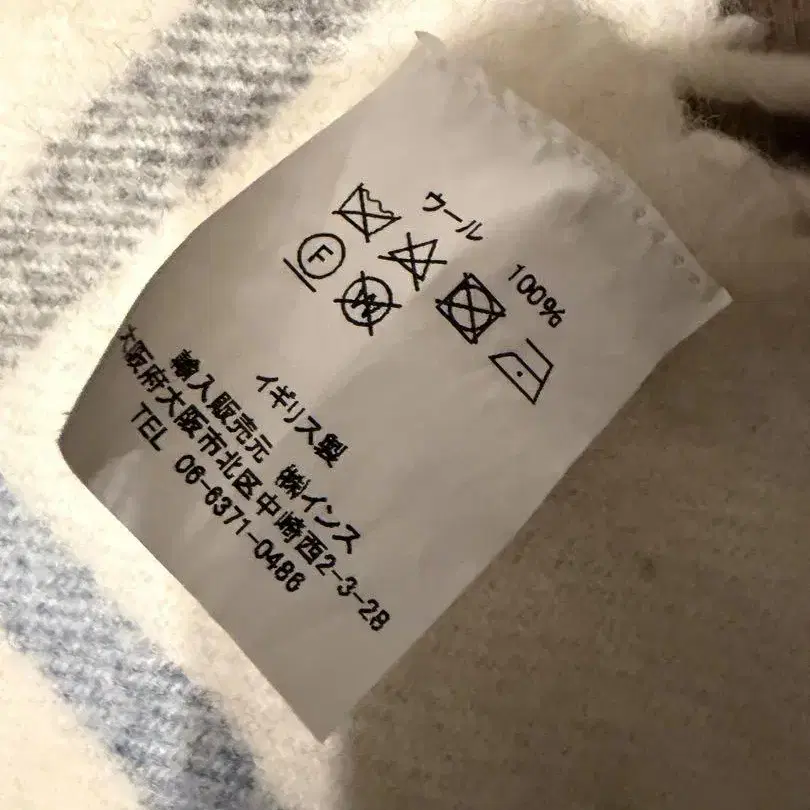 ウール 100%
F
W
イギリス製
輸入販売元 ㈱インス
大阪府大阪市北区中崎西2-3-28
TEL 06-6371-0486